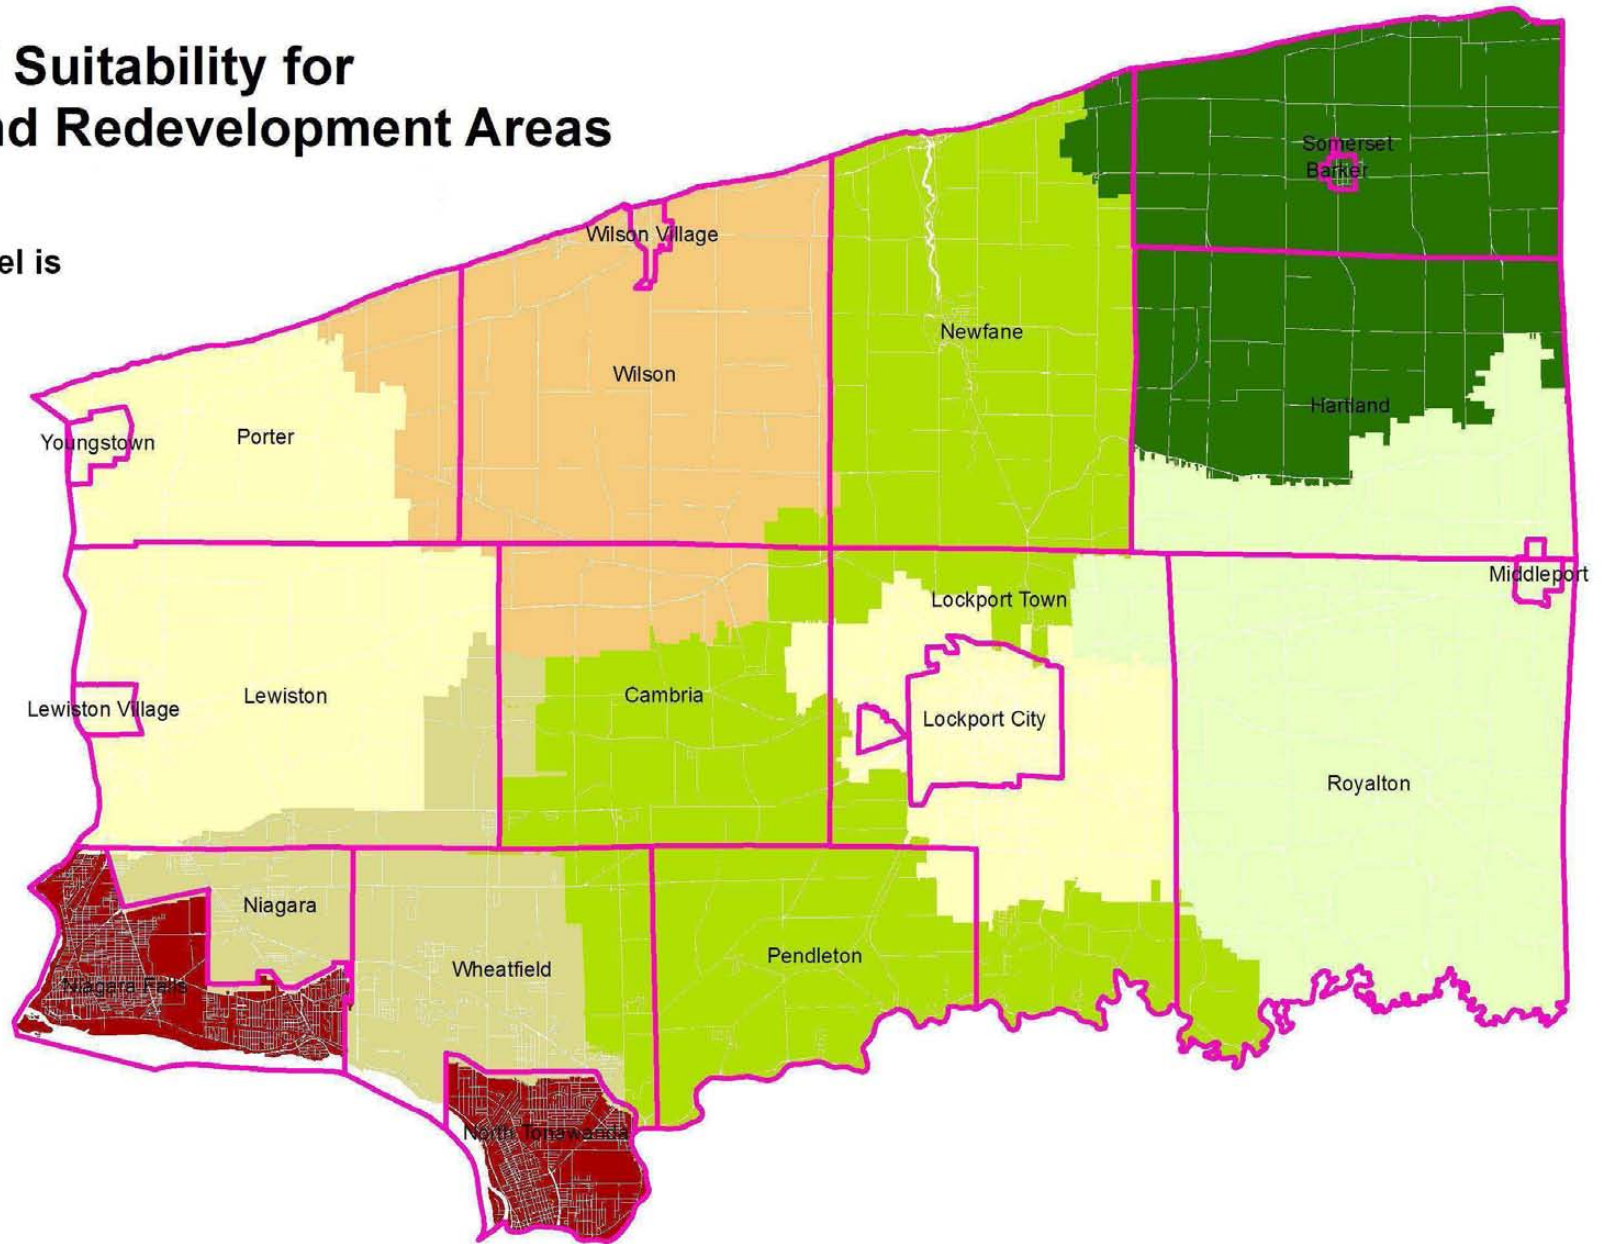 Suitability for
nd Redevelopment Areas
el is
Somerset
Barker
Wilson Village
Newfane
Wilson
Hartland
Youngstown
Porter
Middleport
Lockport Town
Lewiston
Cambria
Lewiston Village
Lockport City
Royalton
Niagara
Pendleton
Wheatfield
Niagara Falls
North Tonawanda